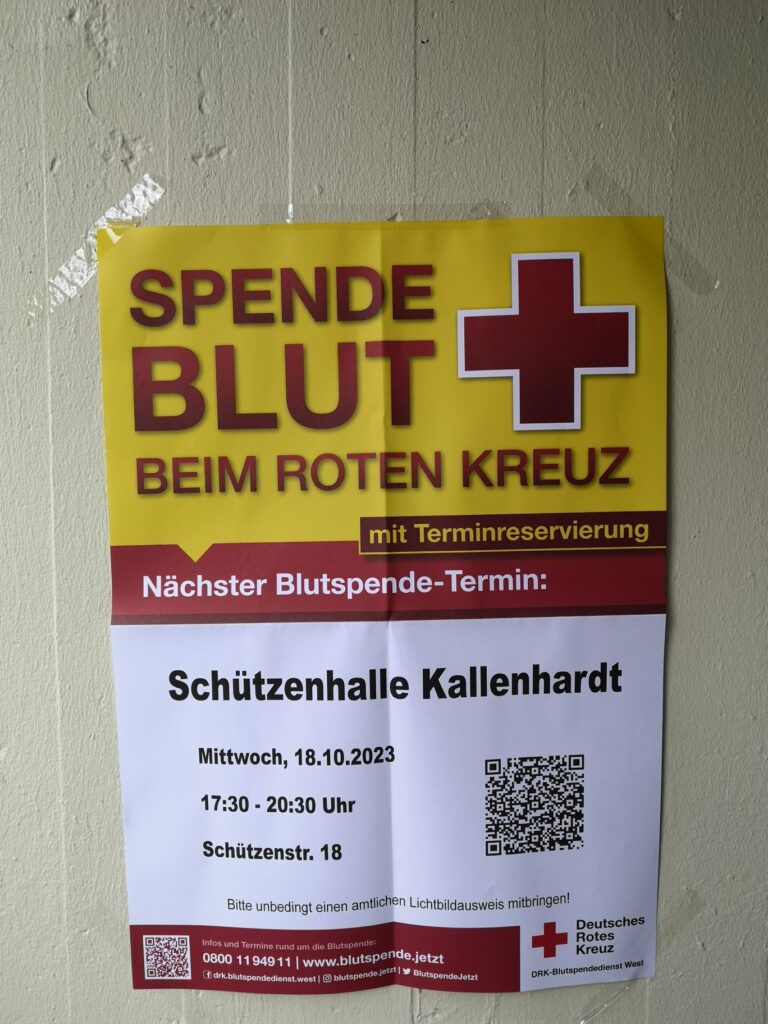 SPENDE
BLUT
BEIM ROTEN KREUZ
mit Terminreservierung
Nächster Blutspende-Termin:
Schützenhalle Kallenhardt
Mittwoch, 18.10.2023
17:30 - 20:30 Uhr
Schützenstr. 18
Bitte unbedingt einen amtlichen Lichtbildausweis mitbringen!
Infos und Termine rund um die Blutspende:
0800 11 949 11 | www.blutspende.jetzt
drk.blutspendedienst.west | blutspende.jetzt | BlutspendeJetzt
Deutsches
Rotes
Kreuz
DRK-Blutspendedienst West